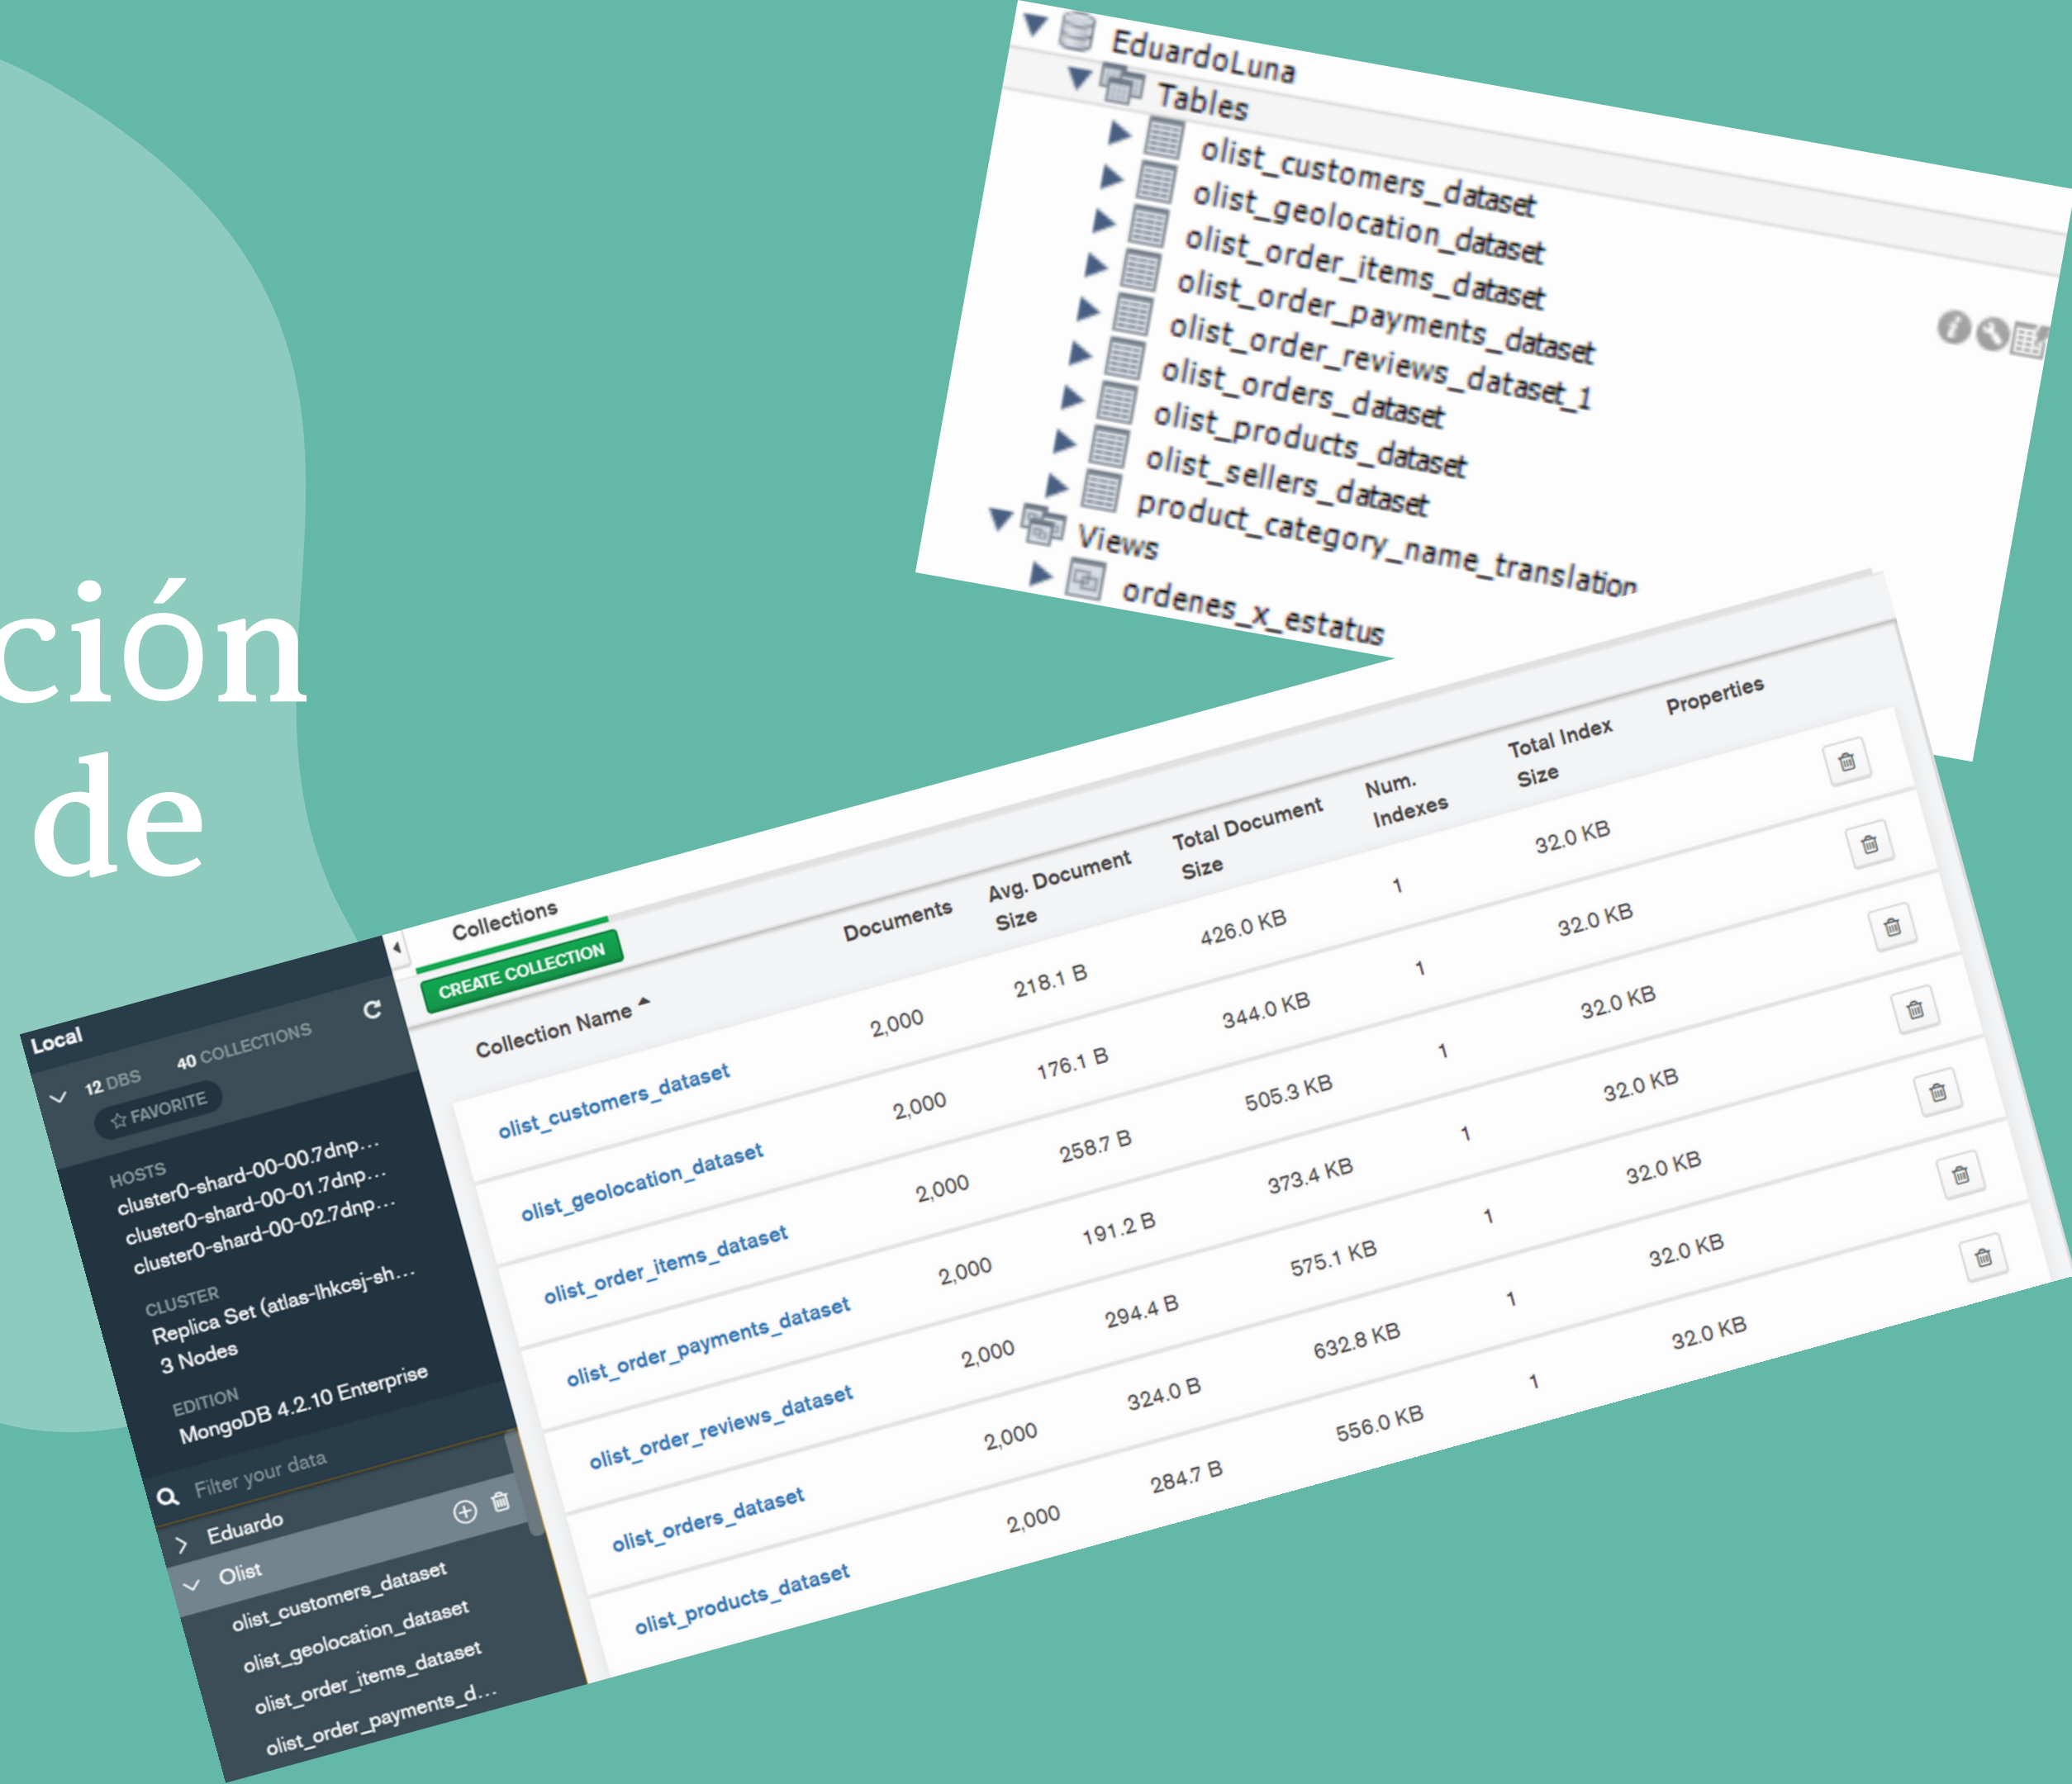 ción
de
EduardoLuna
Tables
olist_customers_dataset
olist_geolocation_dataset
olist_order_items_dataset
olist_order_payments_dataset
olist_order_reviews_dataset_1
olist_orders_dataset
olist_products_dataset
olist_sellers_dataset
product_category_name_translation
Views
ordenes_x_estatus
Local
12 DBS 40 COLLECTIONS
FAVORITE
HOSTS
cluster0-shard-00-00.7dnp...
cluster0-shard-00-01.7dnp...
cluster0-shard-00-02.7dnp...
CLUSTER
Replica Set (atlas-lhkcsj-sh...
3 Nodes
EDITION
MongoDB 4.2.10 Enterprise
Filter your data
Eduardo
Olist
olist_customers_dataset
olist_geolocation_dataset
olist_order_items_dataset
olist_order_payments_d...
Collections
CREATE COLLECTION
Collection Name Documents Avg. Document Size Total Document Size Num. Indexes Total Index Size Properties
olist_customers_dataset 2,000 218.1 B 426.0 KB 1 32.0 KB
olist_geolocation_dataset 2,000 176.1 B 344.0 KB 1 32.0 KB
olist_order_items_dataset 2,000 258.7 B 505.3 KB 1 32.0 KB
olist_order_payments_dataset 2,000 191.2 B 373.4 KB 1 32.0 KB
olist_order_reviews_dataset 2,000 294.4 B 575.1 KB 1 32.0 KB
olist_orders_dataset 2,000 324.0 B 632.8 KB 1 32.0 KB
olist_products_dataset 2,000 284.7 B 556.0 KB 1 32.0 KB